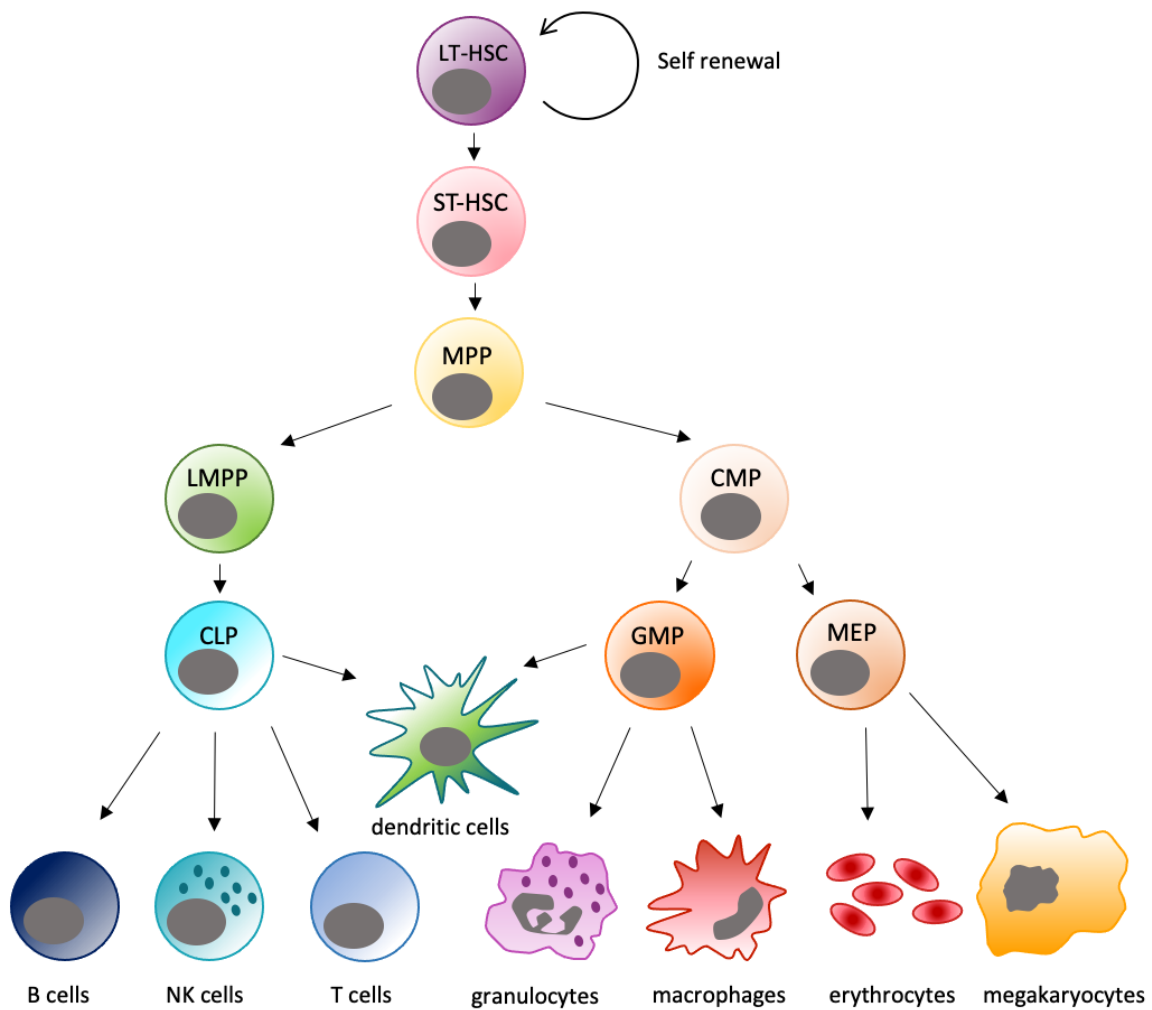 LT-HSC
Self renewal
ST-HSC
MPP
LMPP
CMP
CLP
GMP
MEP
dendritic cells
B cells
NK cells
T cells
granulocytes
macrophages
erythrocytes
megakaryocytes